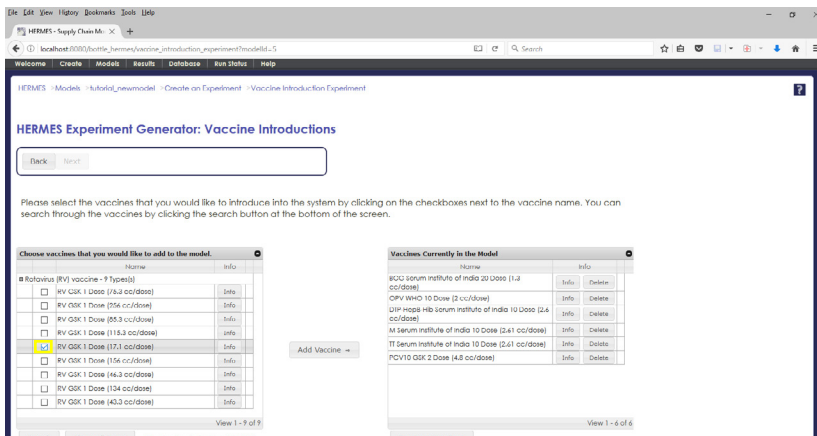 File Edit View History Bookmarks Tools Help
HERMES - Supply Chain Mo
localhost:8080/bottle_hermes/vaccine_introduction_experiment?modelId=5
Search
Welcome Create Models Results Database Run Status Help
HERMES >Models >tutorial_newmodel >Create an Experiment >Vaccine Introduction Experiment
?
HERMES Experiment Generator: Vaccine Introductions
Back Next
Please select the vaccines that you would like to introduce into the system by clicking on the checkboxes next to the vaccine name. You can
search through the vaccines by clicking the search button at the bottom of the screen.
Choose vaccines that you would like to add to the model.
Name Info
Rotavirus (RV) vaccine - 9 Types(s)
RV GSK 1 Dose (75.3 cc/dose) Info
RV GSK 1 Dose (256 cc/dose) Info
RV GSK 1 Dose (85.3 cc/dose) Info
RV GSK 1 Dose (115.3 cc/dose) Info
RV GSK 1 Dose (17.1 cc/dose) Info
RV GSK 1 Dose (156 cc/dose) Info
RV GSK 1 Dose (46.3 cc/dose) Info
RV GSK 1 Dose (134 cc/dose) Info
RV GSK 1 Dose (43.3 cc/dose) Info
View 1 - 9 of 9
Add Vaccine →
Vaccines Currently in the Model
Name Info
BCG Serum Institute of India 20 Dose (1.3
cc/dose) Info Delete
OPV WHO 10 Dose (2 cc/dose) Info Delete
DTP HepB Hib Serum Institute of India 10 Dose (2.6
cc/dose) Info Delete
M Serum Institute of India 10 Dose (2.61 cc/dose) Info Delete
TT Serum Institute of India 10 Dose (2.61 cc/dose) Info Delete
PCV10 GSK 2 Dose (4.8 cc/dose) Info Delete
View 1 - 6 of 6